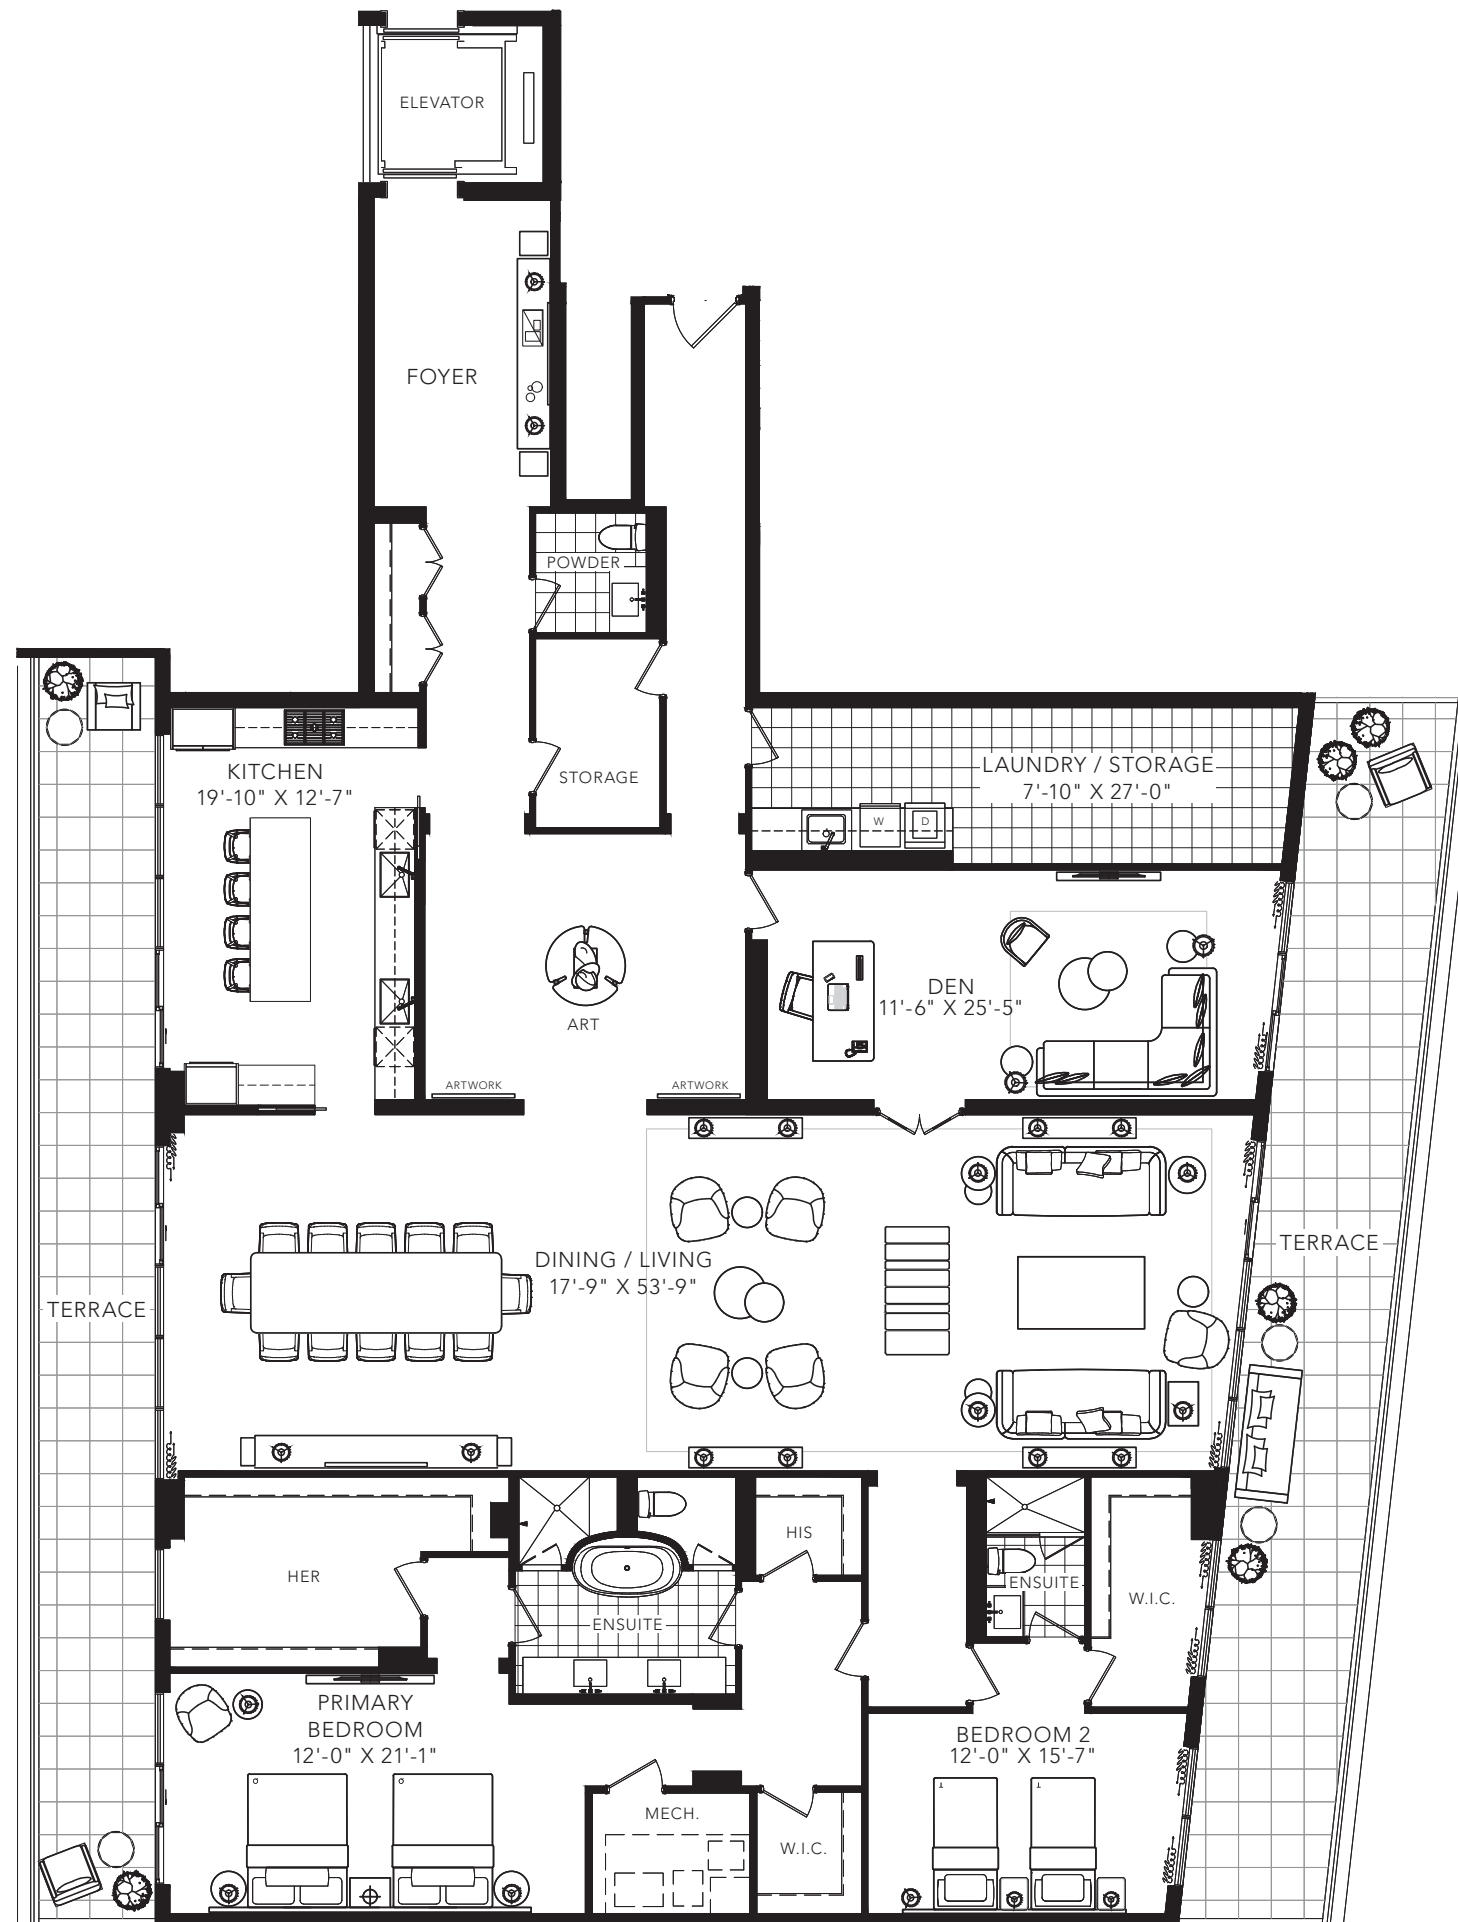 ELEVATOR
FOYER
POWDER
STORAGE
KITCHEN
19'-10" X 12'-7"
LAUNDRY / STORAGE
7'-10" X 27'-0"
W
D
DEN
11'-6" X 25'-5"
ART
ARTWORK
ARTWORK
DINING / LIVING
17'-9" X 53'-9"
TERRACE
TERRACE
HIS
HER
ENSUITE
ENSUITE
W.I.C.
PRIMARY
BEDROOM
12'-0" X 21'-1"
BEDROOM 2
12'-0" X 15'-7"
MECH.
W.I.C.